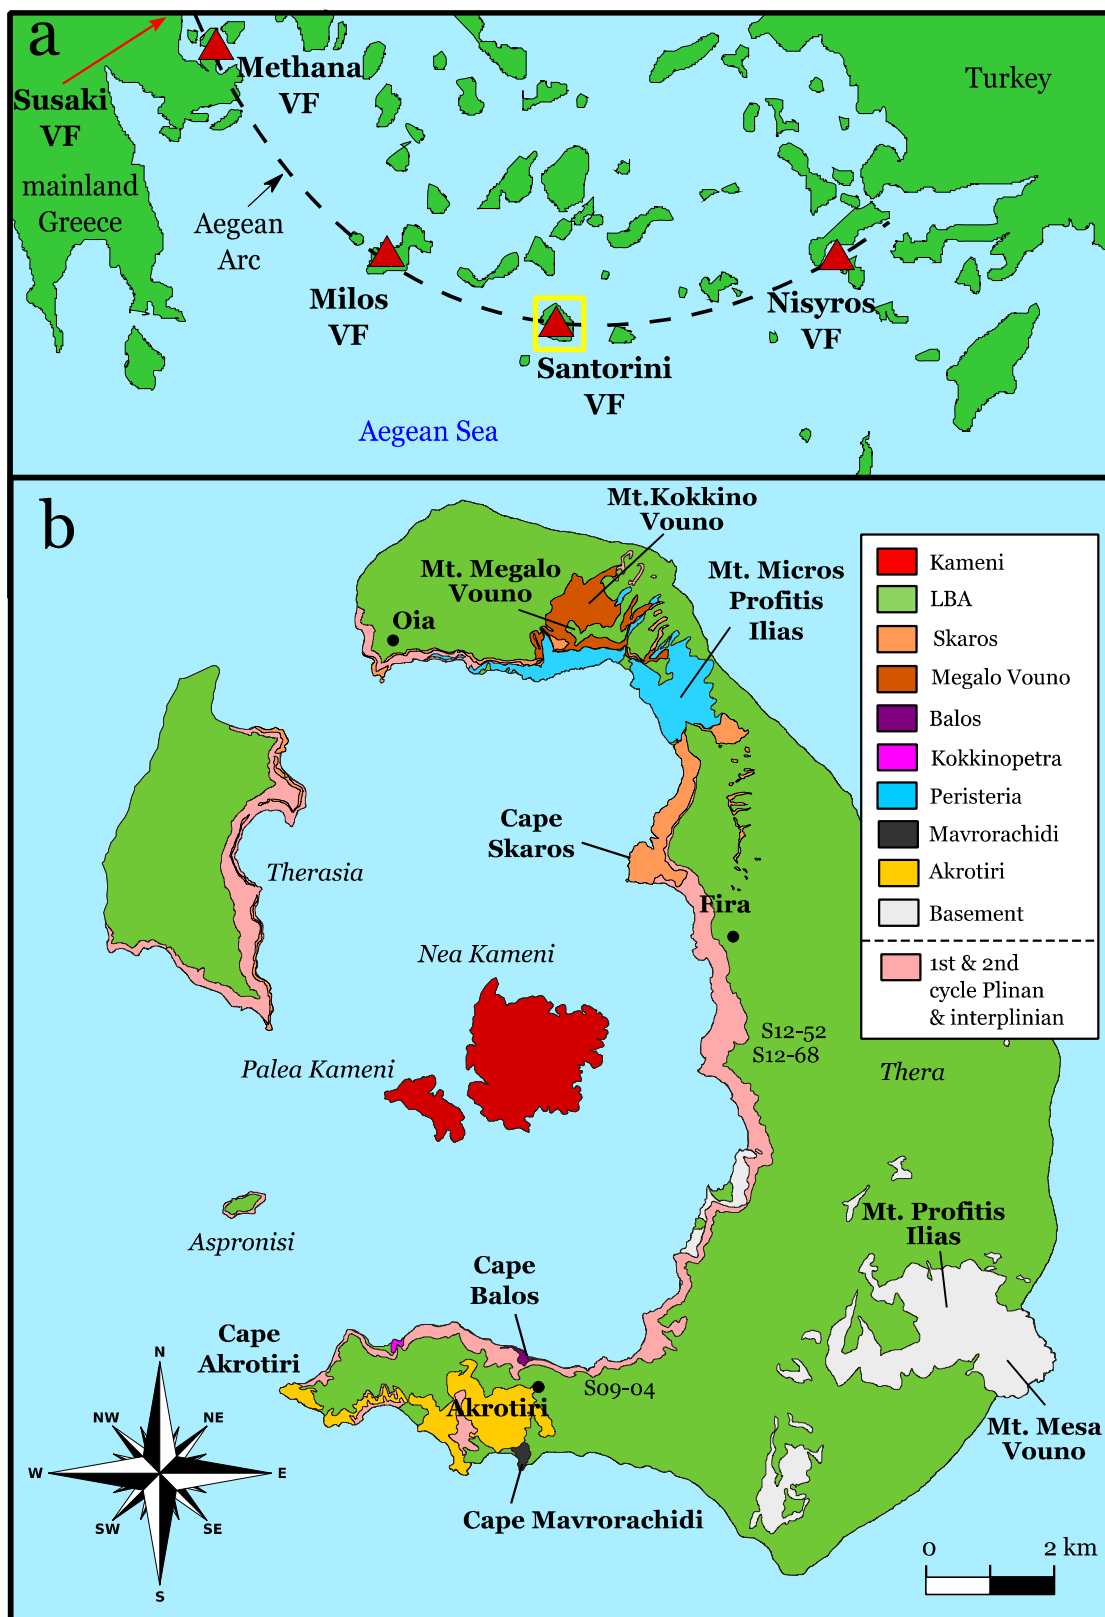 a
Methana
VF
Susaki
VF
mainland
Greece
Aegean
Arc
Turkey
Milos
VF
Nisyros
VF
Santorini
VF
Aegean Sea
b
Mt.Kokkino
Vouno
Mt. Megalo
Vouno
Mt. Micros
Profitis
Ilias
Oia
Kameni
LBA
Skaros
Megalo Vouno
Balos
Kokkinopetra
Peristeria
Mavrorachidi
Akrotiri
Basement
1st & 2nd
cycle Plinan
& interplinian
Cape
Skaros
Therasia
Fira
Nea Kameni
S12-52
S12-68
Palea Kameni
Thera
Mt. Profitis
Ilias
Aspronisi
Cape
Balos
Cape
Akrotiri
S09-04
Akrotiri
Mt. Mesa
Vouno
Cape Mavrorachidi
N
NW
NE
W
E
SW
SE
S
0
2 km